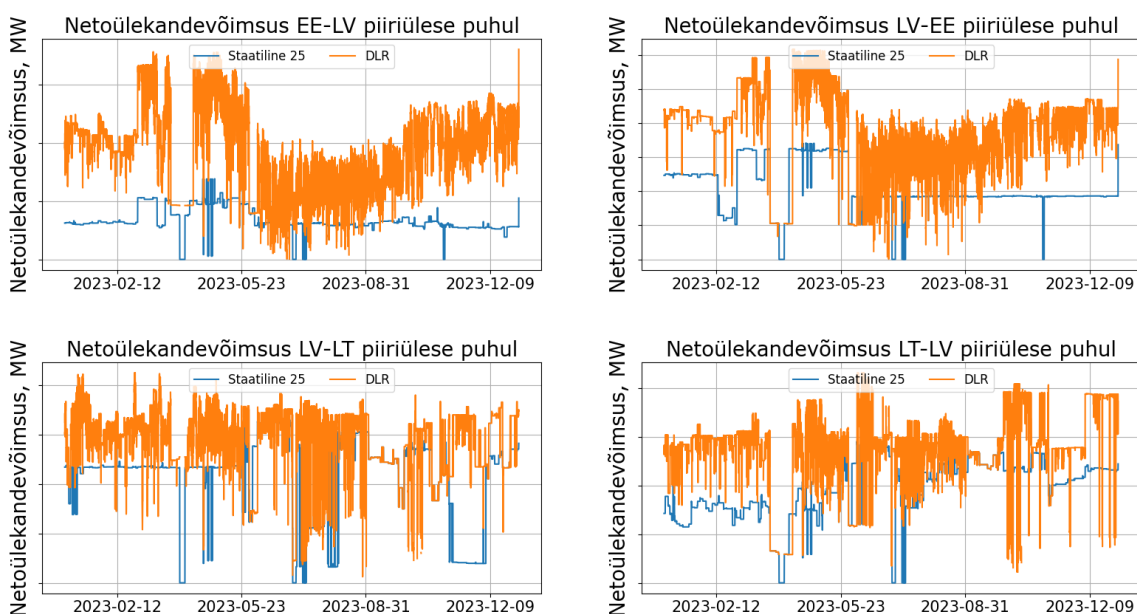 Netoülekandevõimsus EE-LV piiriülese puhul
Netoülekandevõimsus, MW
Staatiline 25
DLR
2023-02-12
2023-05-23
2023-08-31
2023-12-09
Netoülekandevõimsus LV-EE piiriülese puhul
Netoülekandevõimsus, MW
Staatiline 25
DLR
2023-02-12
2023-05-23
2023-08-31
2023-12-09
Netoülekandevõimsus LV-LT piiriülese puhul
Netoülekandevõimsus, MW
Staatiline 25
DLR
2023-02-12
2023-05-23
2023-08-31
2023-12-09
Netoülekandevõimsus LT-LV piiriülese puhul
Netoülekandevõimsus, MW
Staatiline 25
DLR
2023-02-12
2023-05-23
2023-08-31
2023-12-09